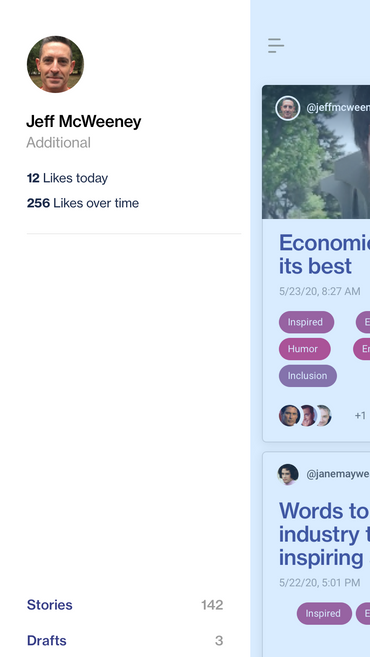 Jeff McWeeney
Additional
12 Likes today
256 Likes over time
Stories 142
Drafts 3
@jeffmcween
Economi
its best
5/23/20, 8:27 AM
Inspired E
Humor
Inclusion
+1
@janemaywe
Words to
industry
inspiring
5/22/20, 5:01 PM
Inspired E